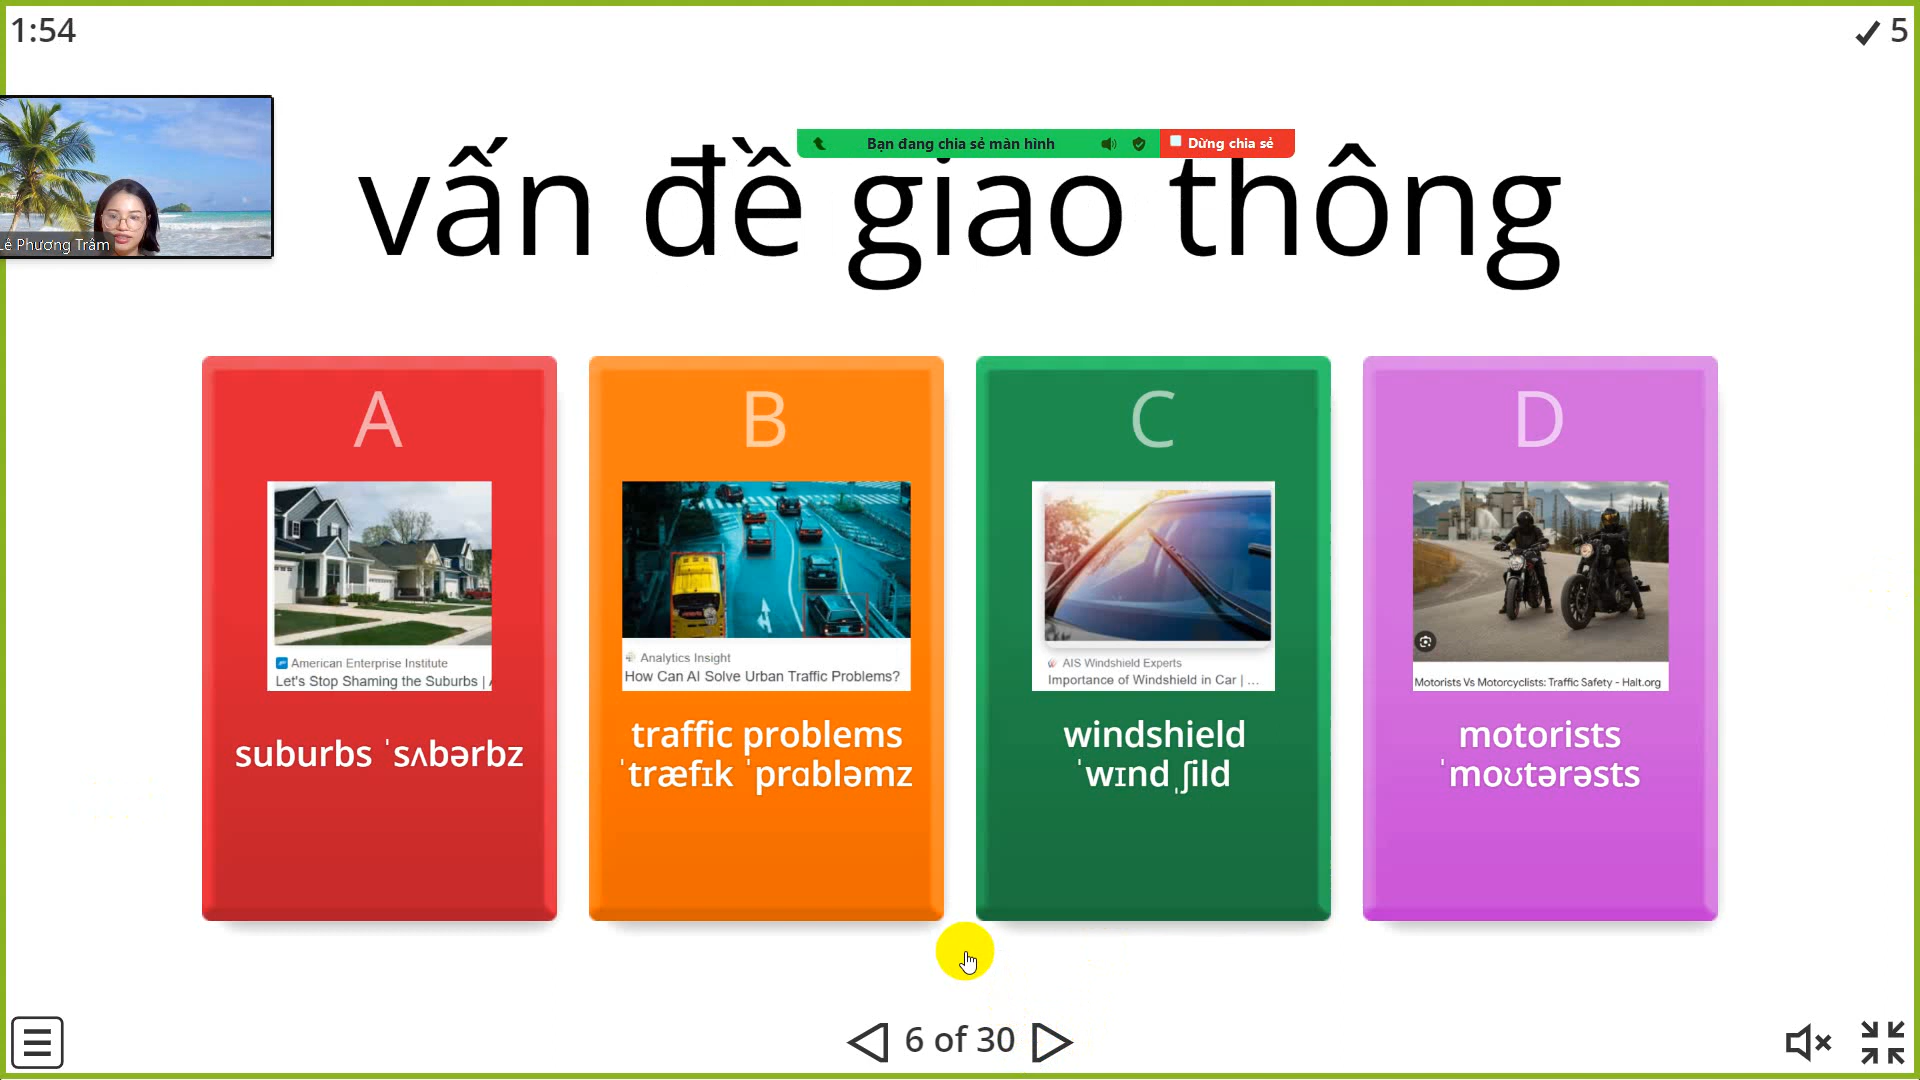 1:54
5
Bạn đang chia sẻ màn hình
Dừng chia sẻ
Lê Phương Trâm
vấn đề giao thông
A
American Enterprise Institute
Let's Stop Shaming the Suburbs |
suburbs ˈsʌbərbz
B
Analytics Insight
How Can AI Solve Urban Traffic Problems?
traffic problems
ˈtræfɪk ˈprɑbləmz
C
AIS Windshield Experts
Importance of Windshield in Car | ...
windshield
ˈwɪndˌʃild
D
Motorists Vs Motorcyclists: Traffic Safety - Halt.org
motorists
ˈmoʊtərəsts
6 of 30